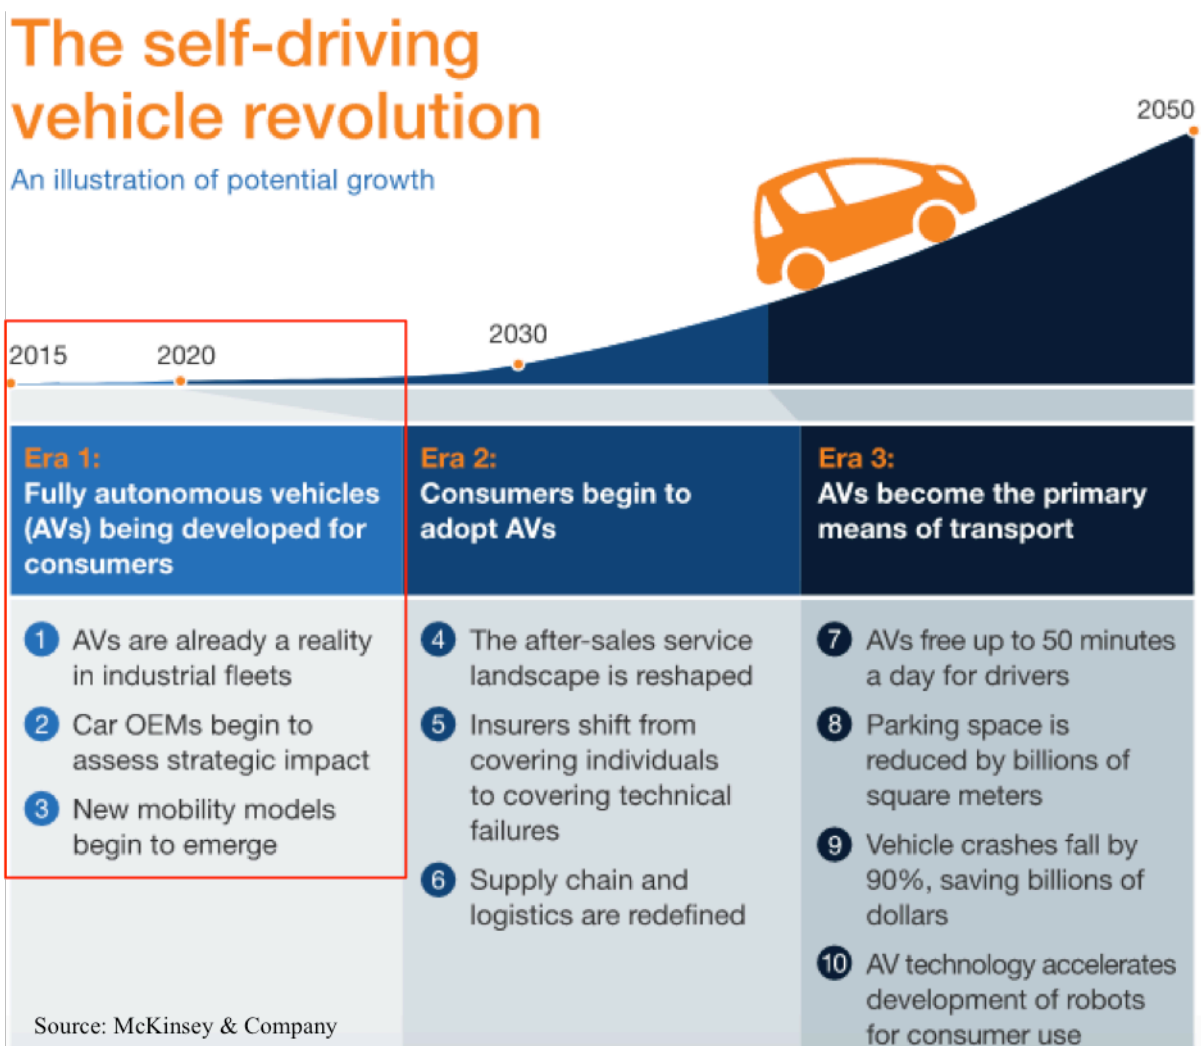 The self-driving
vehicle revolution
An illustration of potential growth
2050
2030
2015
2020
Era 1:
Fully autonomous vehicles
(AVs) being developed for
consumers
1 AVs are already a reality
in industrial fleets
2 Car OEMs begin to
assess strategic impact
3 New mobility models
begin to emerge
Era 2:
Consumers begin to
adopt AVs
4 The after-sales service
landscape is reshaped
5 Insurers shift from
covering individuals
to covering technical
failures
6 Supply chain and
logistics are redefined
Era 3:
AVs become the primary
means of transport
7 AVs free up to 50 minutes
a day for drivers
8 Parking space is
reduced by billions of
square meters
9 Vehicle crashes fall by
90%, saving billions of
dollars
10 AV technology accelerates
development of robots
for consumer use
Source: McKinsey & Company